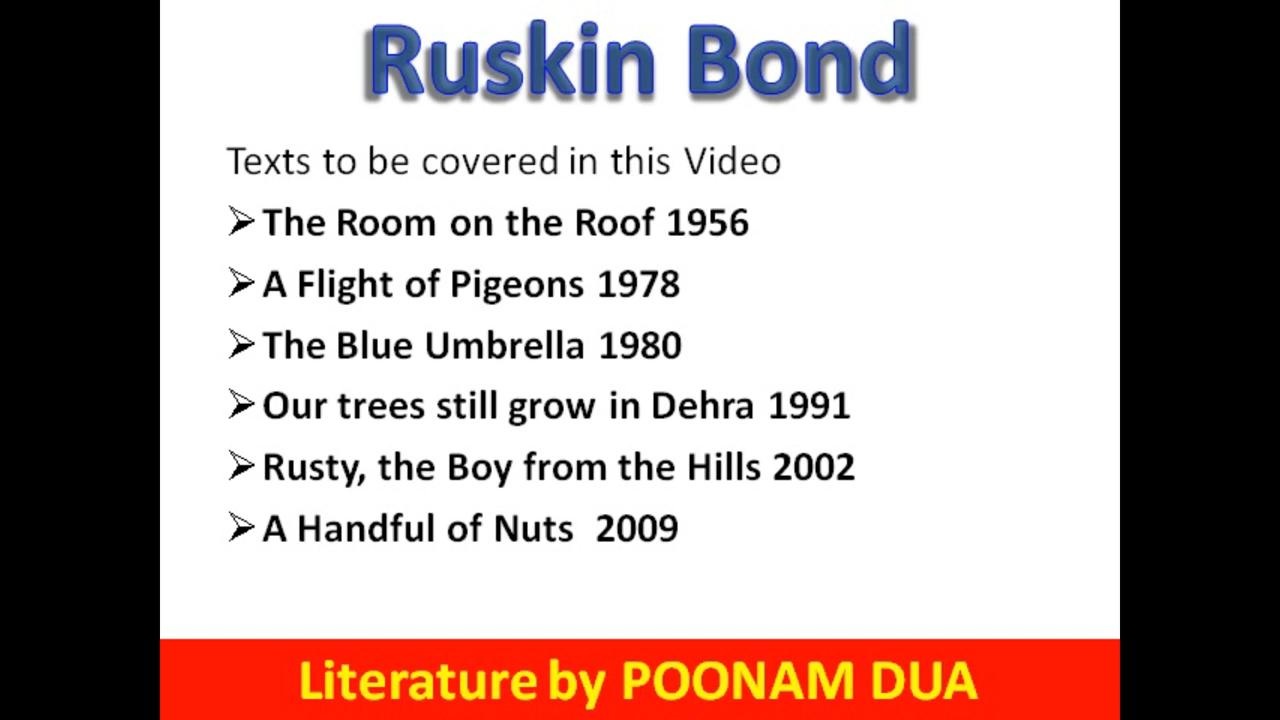 Ruskin Bond
Texts to be covered in this Video
The Room on the Roof 1956
A Flight of Pigeons 1978
The Blue Umbrella 1980
Our trees still grow in Dehra 1991
Rusty, the Boy from the Hills 2002
A Handful of Nuts 2009
Literature by POONAM DUA